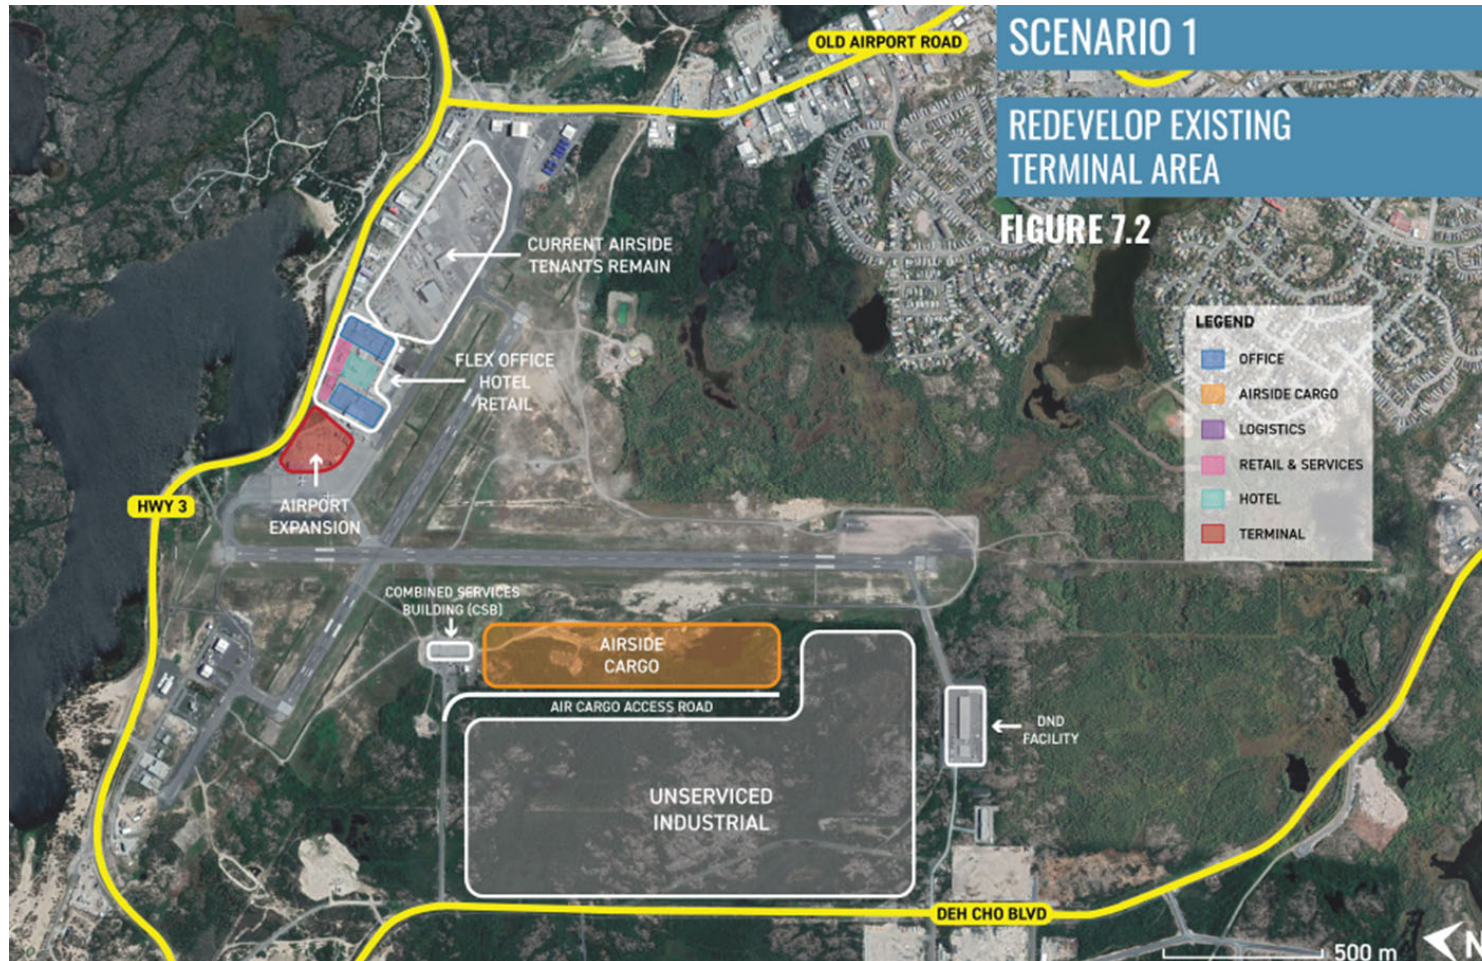 SCENARIO 1
REDEVELOP EXISTING
TERMINAL AREA
FIGURE 7.2
OLD AIRPORT ROAD
CURRENT AIRSIDE
TENANTS REMAIN
FLEX OFFICE
HOTEL
RETAIL
LEGEND
OFFICE
AIRSIDE CARGO
LOGISTICS
RETAIL & SERVICES
HOTEL
TERMINAL
HWY 3
AIRPORT
EXPANSION
COMBINED SERVICES
BUILDING (CSB)
AIRSIDE
CARGO
AIR CARGO ACCESS ROAD
DND
FACILITY
UNSERVICED
INDUSTRIAL
DEH CHO BLVD
500 m
N